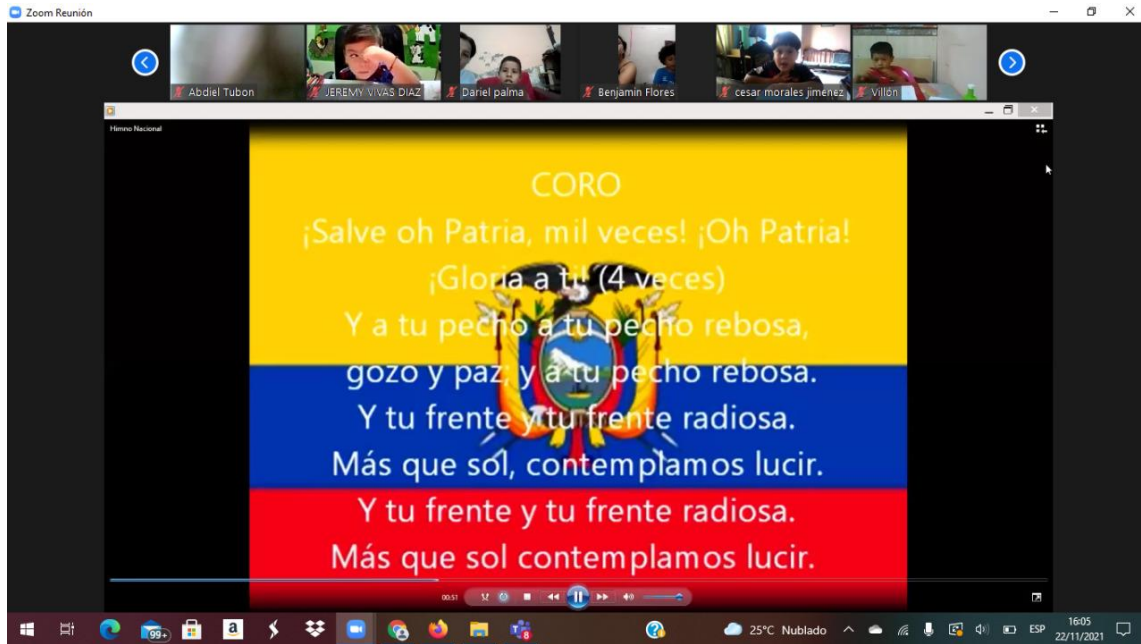 Zoom Reunión
Abdiel Tubon
JEREMY VIVAS DIAZ
Dariel palma
Benjamin Flores
cesar morales jimenez
Villón
Himno Nacional
CORO
¡Salve oh Patria, mil veces! ¡Oh Patria!
¡Gloria a ti! (4 veces)
Y a tu pecho a tu pecho rebosa,
gozo y paz; y a tu pecho rebosa.
Y tu frente y tu frente radiosa.
Más que sol, contemplamos lucir.
Y tu frente y tu frente radiosa.
Más que sol contemplamos lucir.
00:51
99+
a
8
25°C Nublado
ESP
16:05
22/11/2021